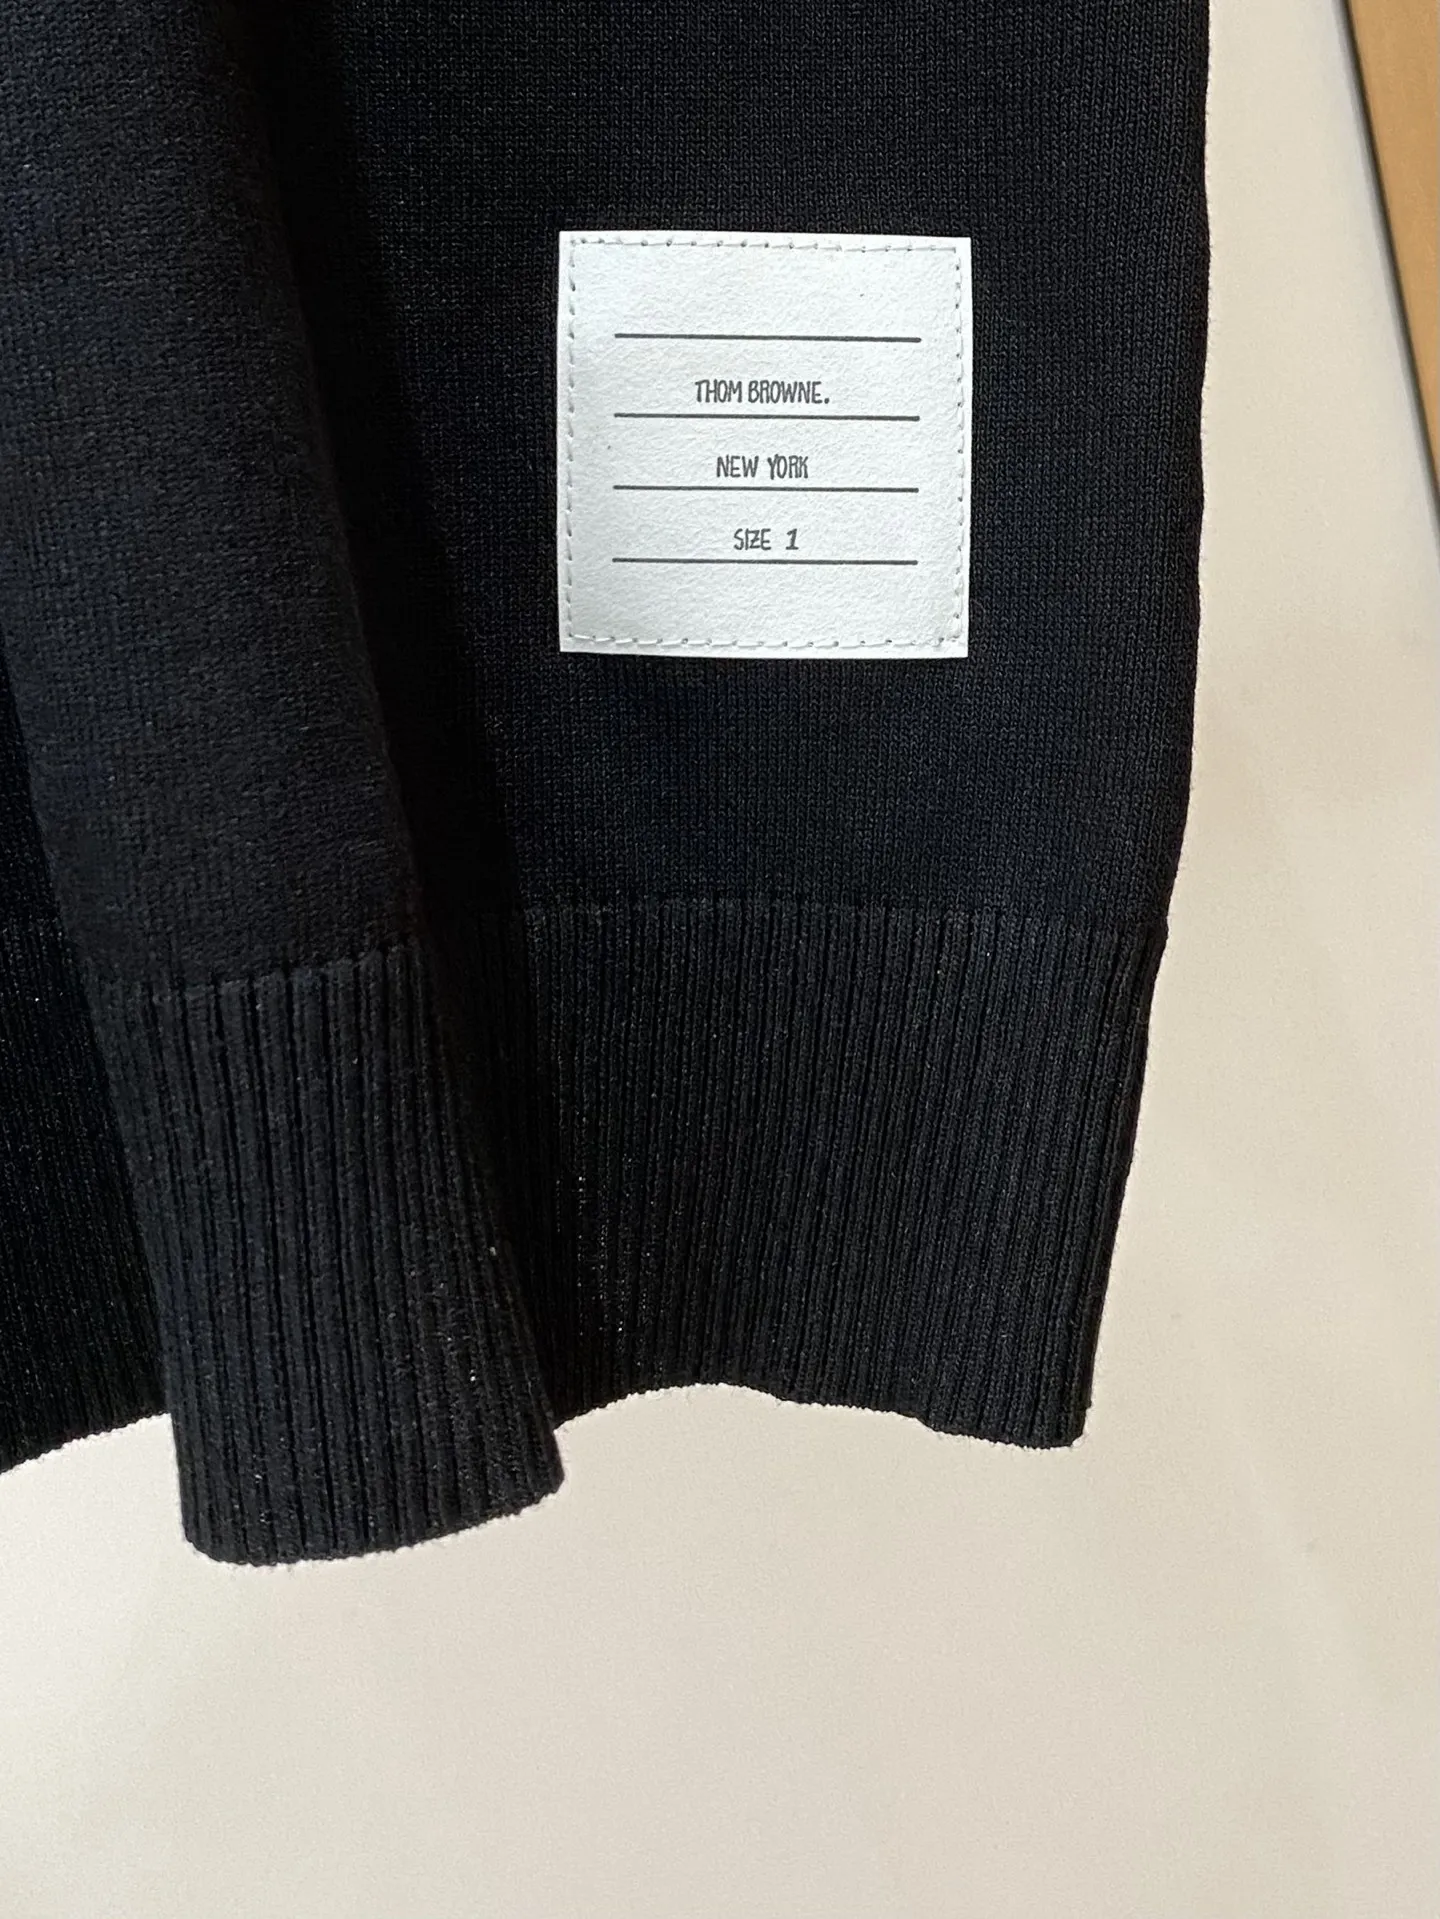 THOM BROWNE.
NEW YORK
SIZE 1